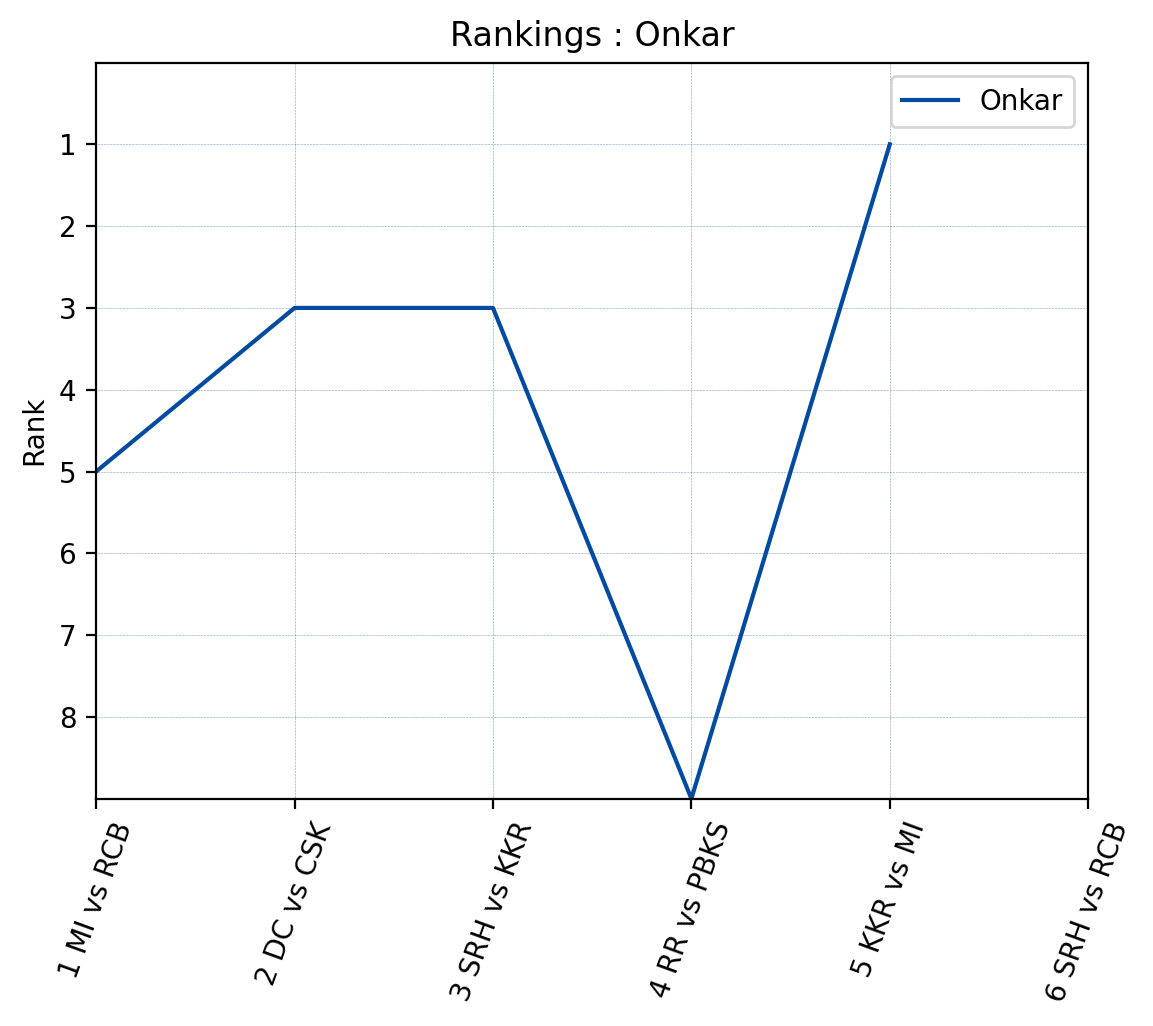 Rankings : Onkar
Onkar
Rank
1
2
3
4
5
6
7
8
1 MI vs RCB
2 DC vs CSK
3 SRH vs KKR
4 RR vs PBKS
5 KKR vs MI
6 SRH vs RCB